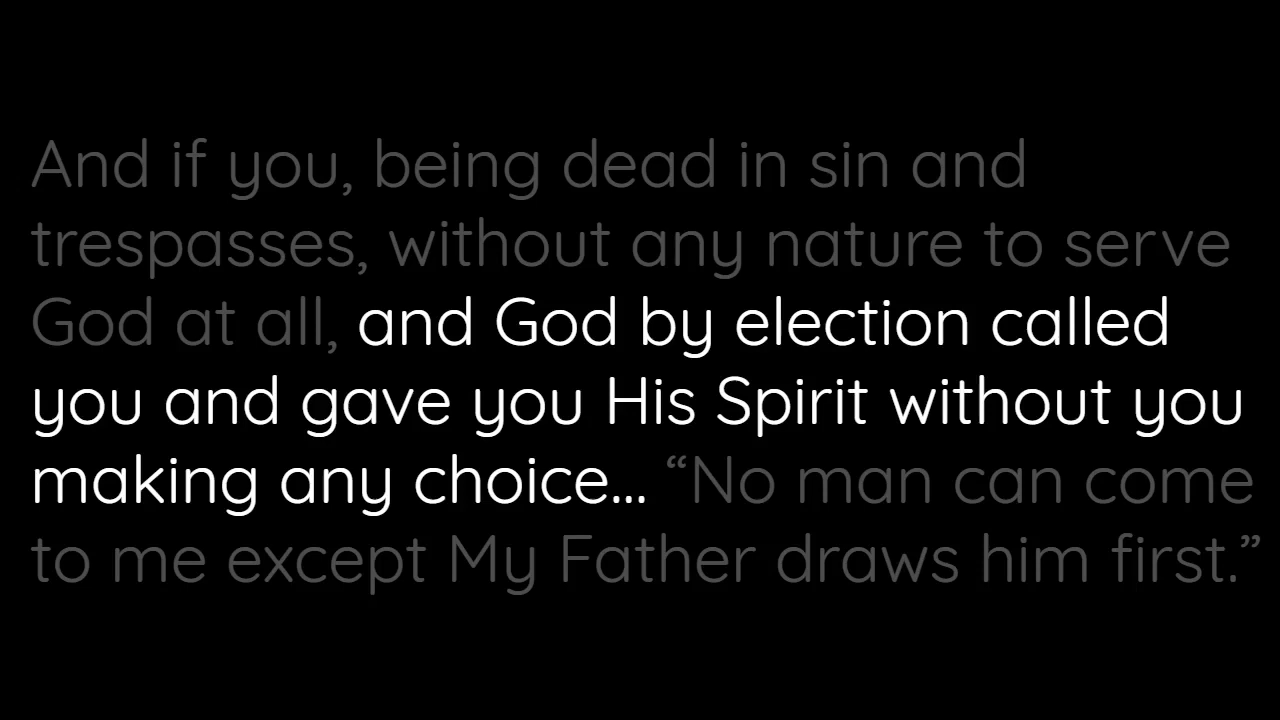 And if you, being dead in sin and
trespasses, without any nature to serve
God at all, and God by election called
you and gave you His Spirit without you
making any choice... “No man can come
to me except My Father draws him first.”